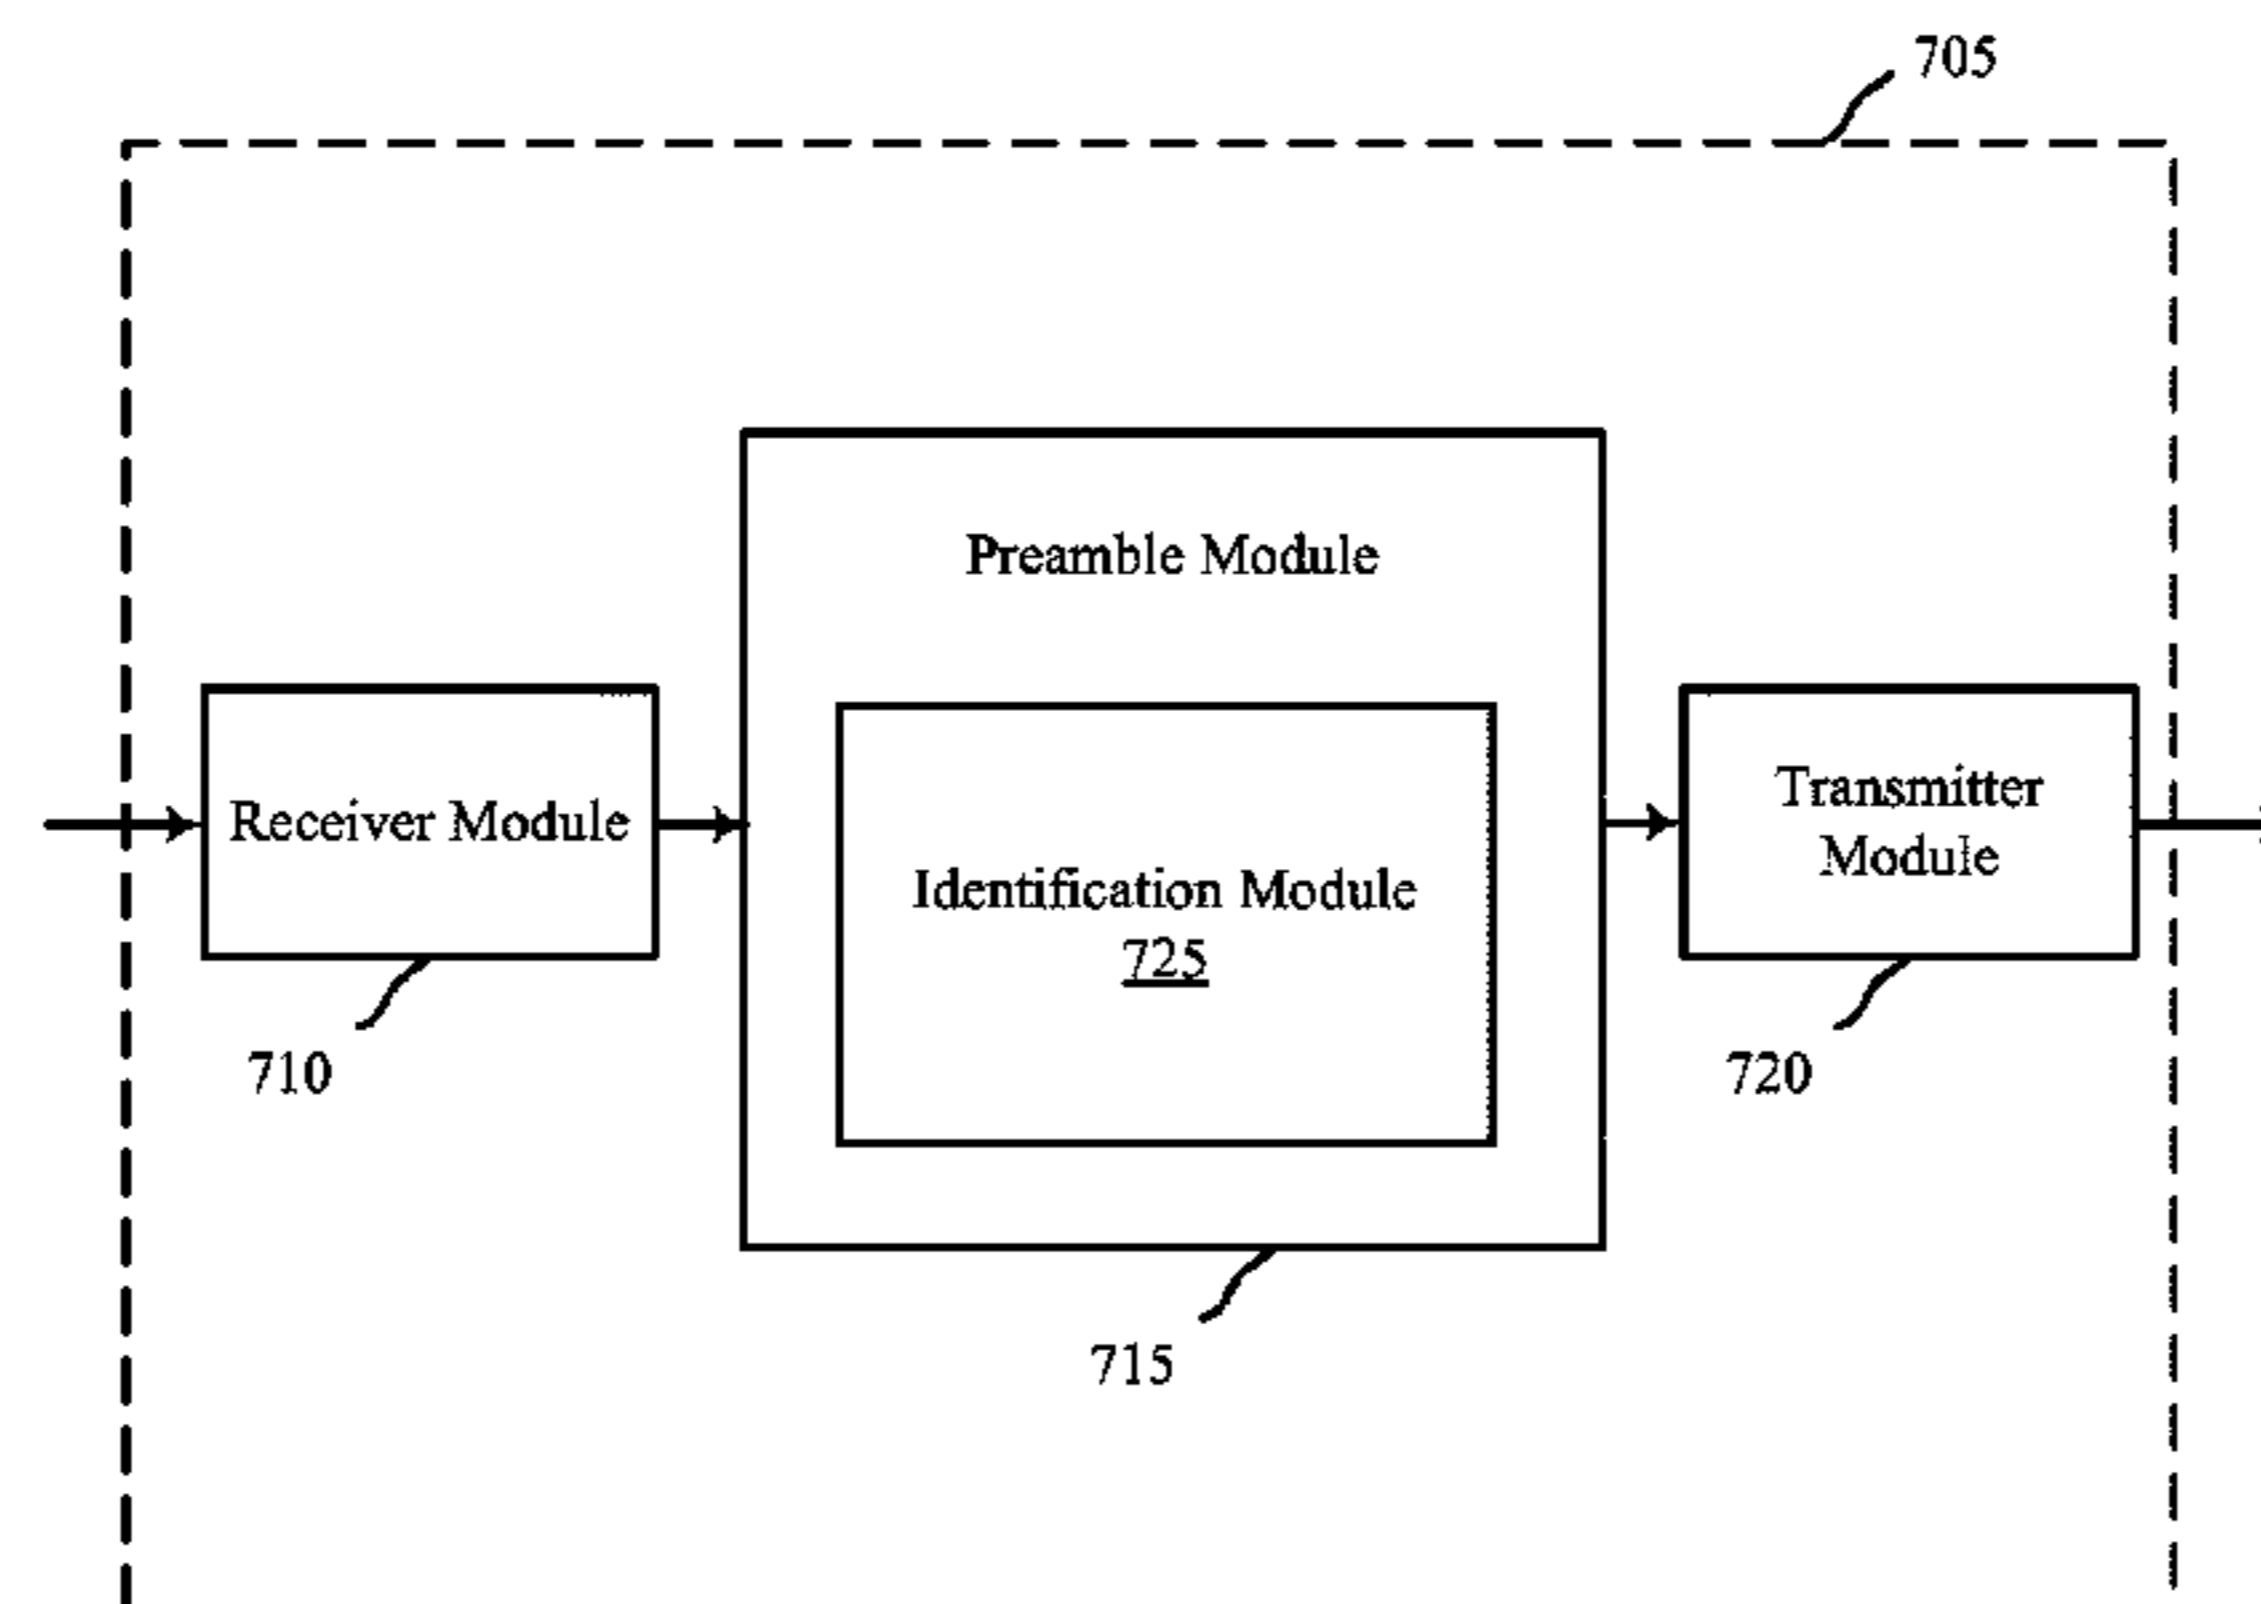 705
Preamble Module
Receiver Module
Identification Module
725
Transmitter
Module
710
720
715